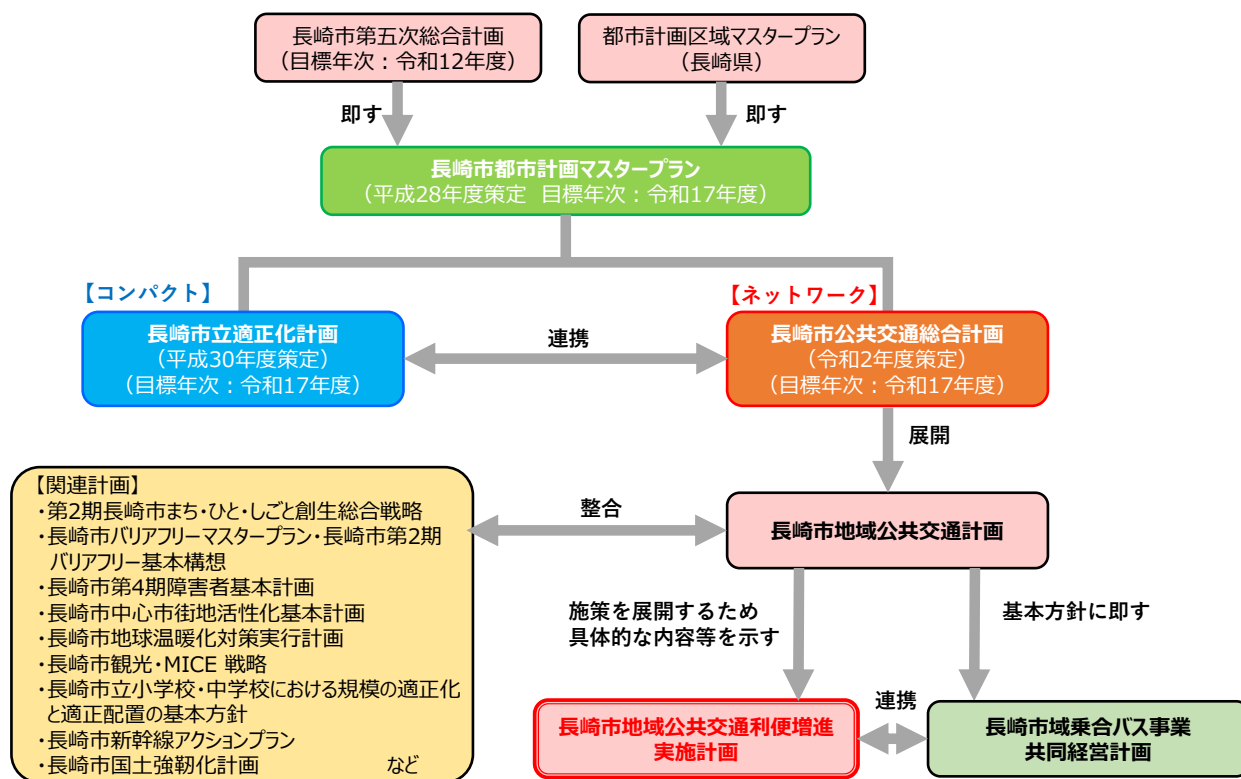 長崎市第五次総合計画
（目標年次：令和12年度）
都市計画区域マスタープラン
（長崎県）
即す
即す
長崎市都市計画マスタープラン
（平成28年度策定 目標年次：令和17年度）
【コンパクト】
【ネットワーク】
長崎市立適正化計画
（平成30年度策定）
（目標年次：令和17年度）
連携
長崎市公共交通総合計画
（令和2年度策定）
（目標年次：令和17年度）
展開
【関連計画】
・第2期長崎市まち・ひと・しごと創生総合戦略
・長崎市バリアフリーマスタープラン・長崎市第2期
バリアフリー基本構想
・長崎市第4期障害者基本計画
・長崎市中心市街地活性化基本計画
・長崎市地球温暖化対策実行計画
・長崎市観光・MICE 戦略
・長崎市立小学校・中学校における規模の適正化
と適正配置の基本方針
・長崎市新幹線アクションプラン
・長崎市国土強靭化計画 など
整合
長崎市地域公共交通計画
施策を展開するため
具体的な内容等を示す
基本方針に即す
長崎市地域公共交通利便増進
実施計画
連携
長崎市域乗合バス事業
共同経営計画